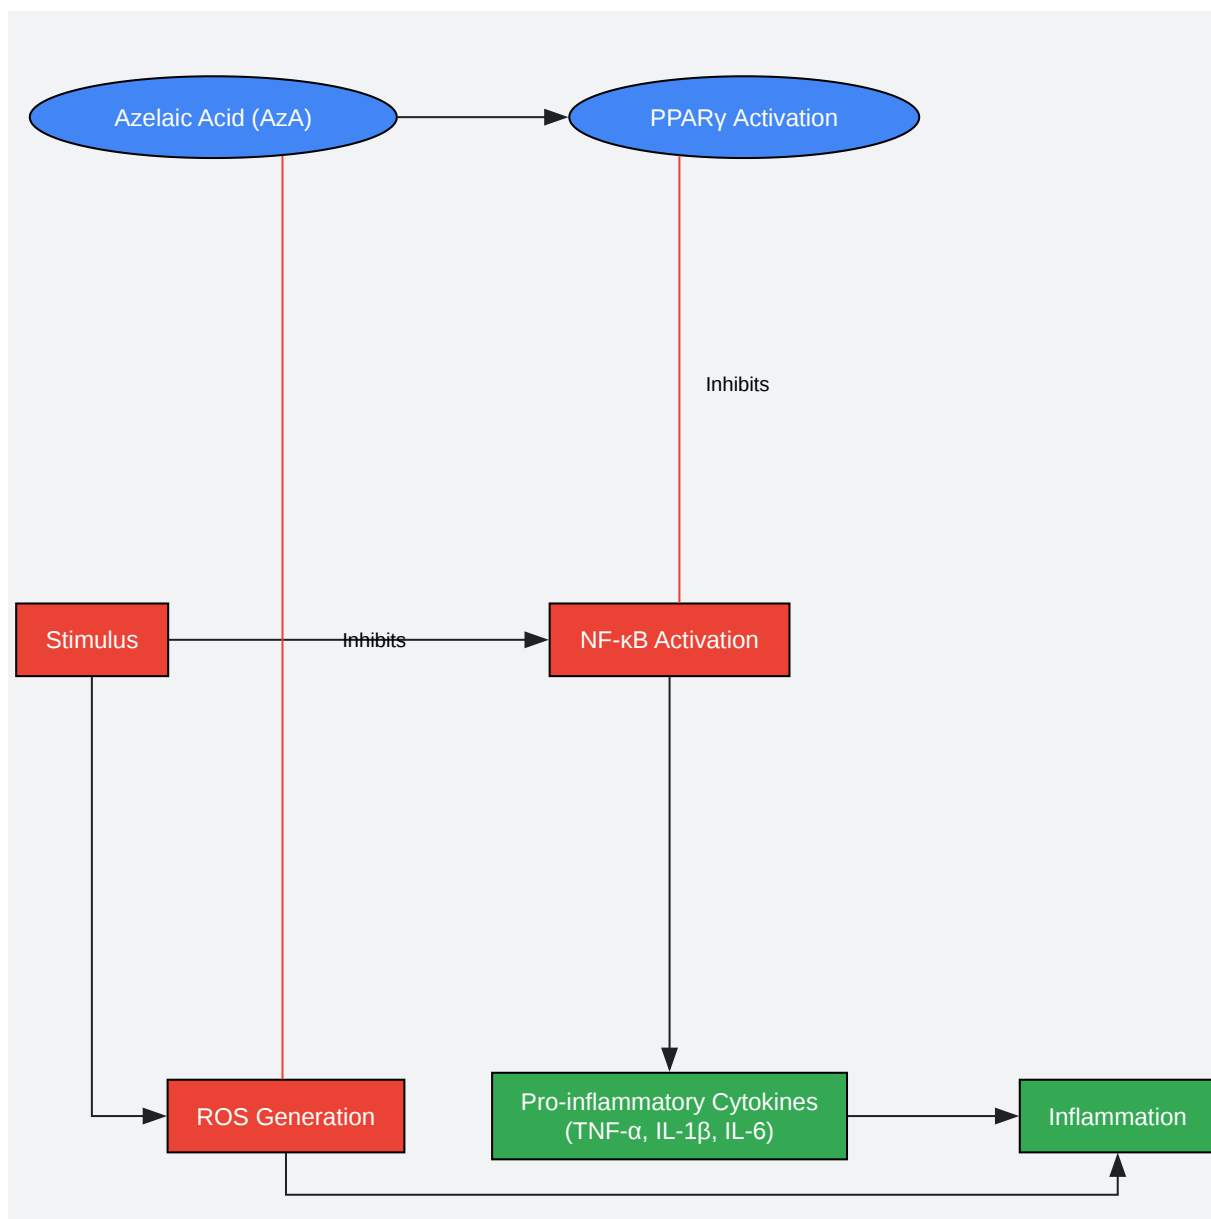 Azelaic Acid (AzA)
PPARγ Activation
Inhibits
Stimulus
Inhibits
NF-κB Activation
ROS Generation
Pro-inflammatory Cytokines
(TNF-α, IL-1β, IL-6)
Inflammation